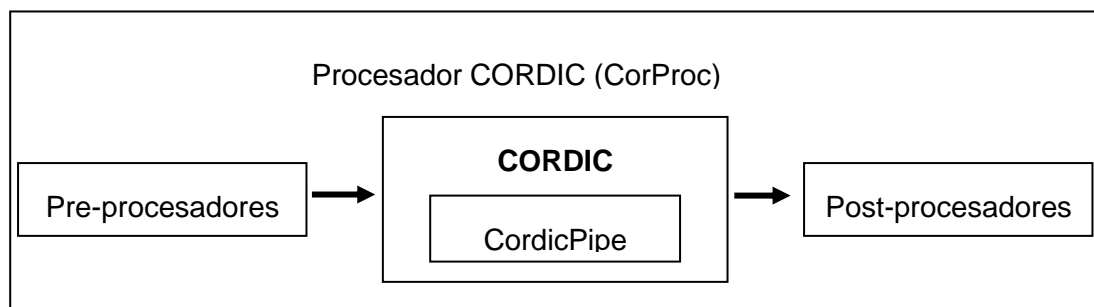 Procesador CORDIC (CorProc)
CORDIC
Pre-procesadores
CordicPipe
Post-procesadores